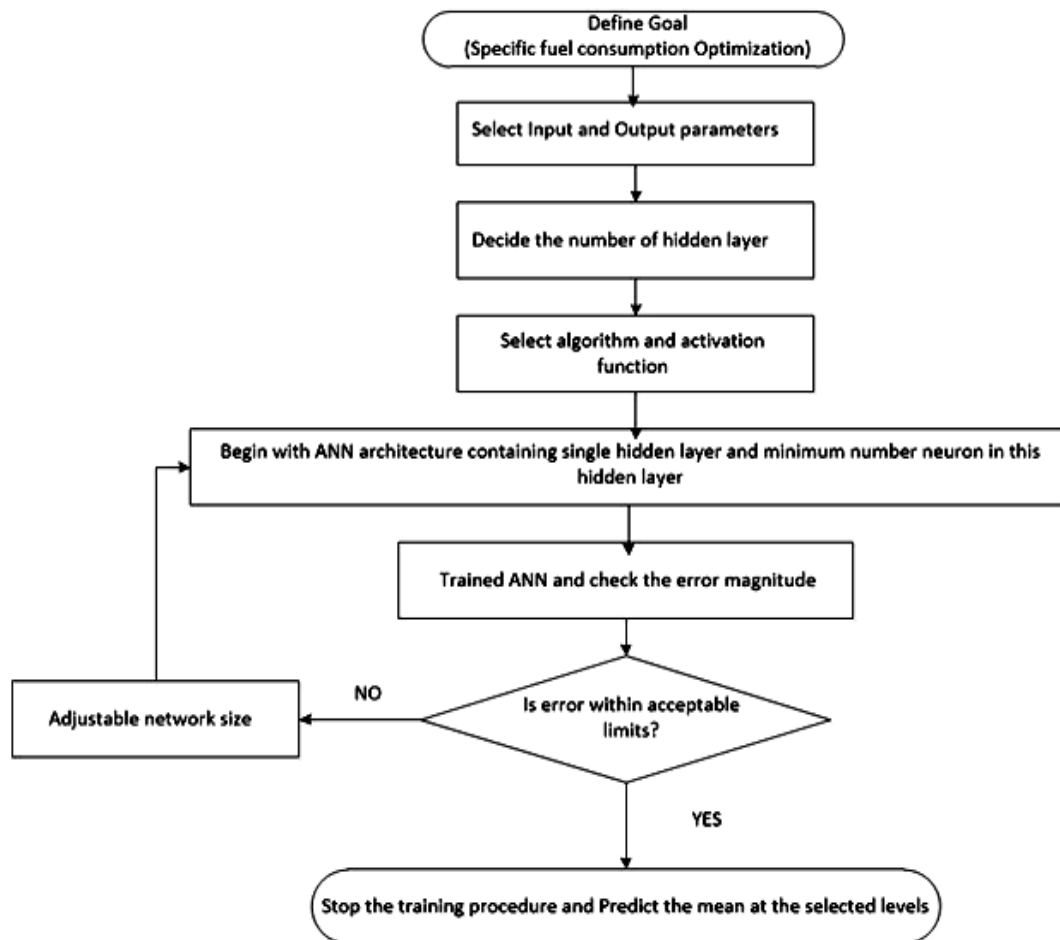 Define Goal
(Specific fuel consumption Optimization)
Select Input and Output parameters
Decide the number of hidden layer
Select algorithm and activation
function
Begin with ANN architecture containing single hidden layer and minimum number neuron in this
hidden layer
Trained ANN and check the error magnitude
Is error within acceptable
limits?
NO
Adjustable network size
YES
Stop the training procedure and Predict the mean at the selected levels